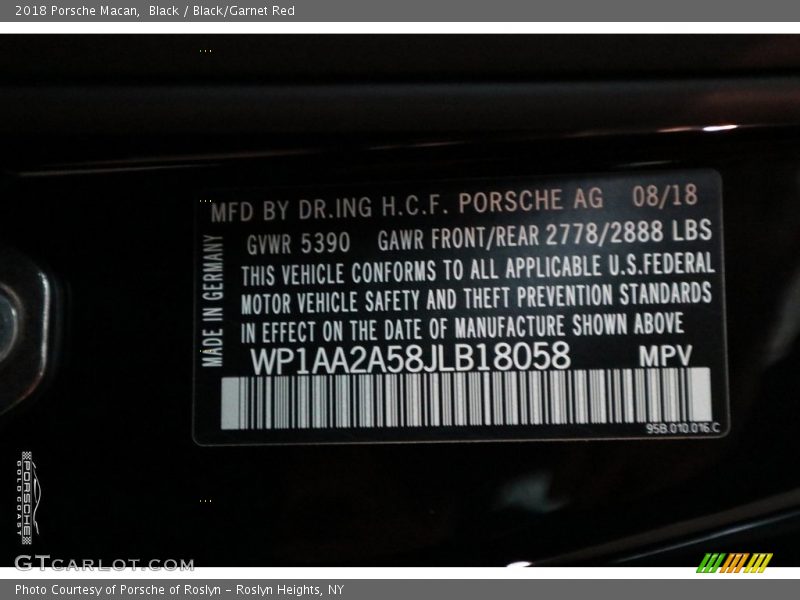 2018 Porsche Macan,  Black / Black/Garnet Red
MFD BY DR.ING H.C.F. PORSCHE AG 08/18
GVWR 5390 GAWR FRONT/REAR 2778/2888 LBS
THIS VEHICLE CONFORMS TO ALL APPLICABLE U.S.FEDERAL
MOTOR VEHICLE SAFETY AND THEFT PREVENTION STANDARDS
IN EFFECT ON THE DATE OF MANUFACTURE SHOWN ABOVE
MADE IN GERMANY
WP1AA2A58JLB18058 MPV
95B.010.016.C
PORSCHE
GOLD COAST
GTCARLOT.COM
Photo Courtesy of Porsche of Roslyn – Roslyn Heights, NY